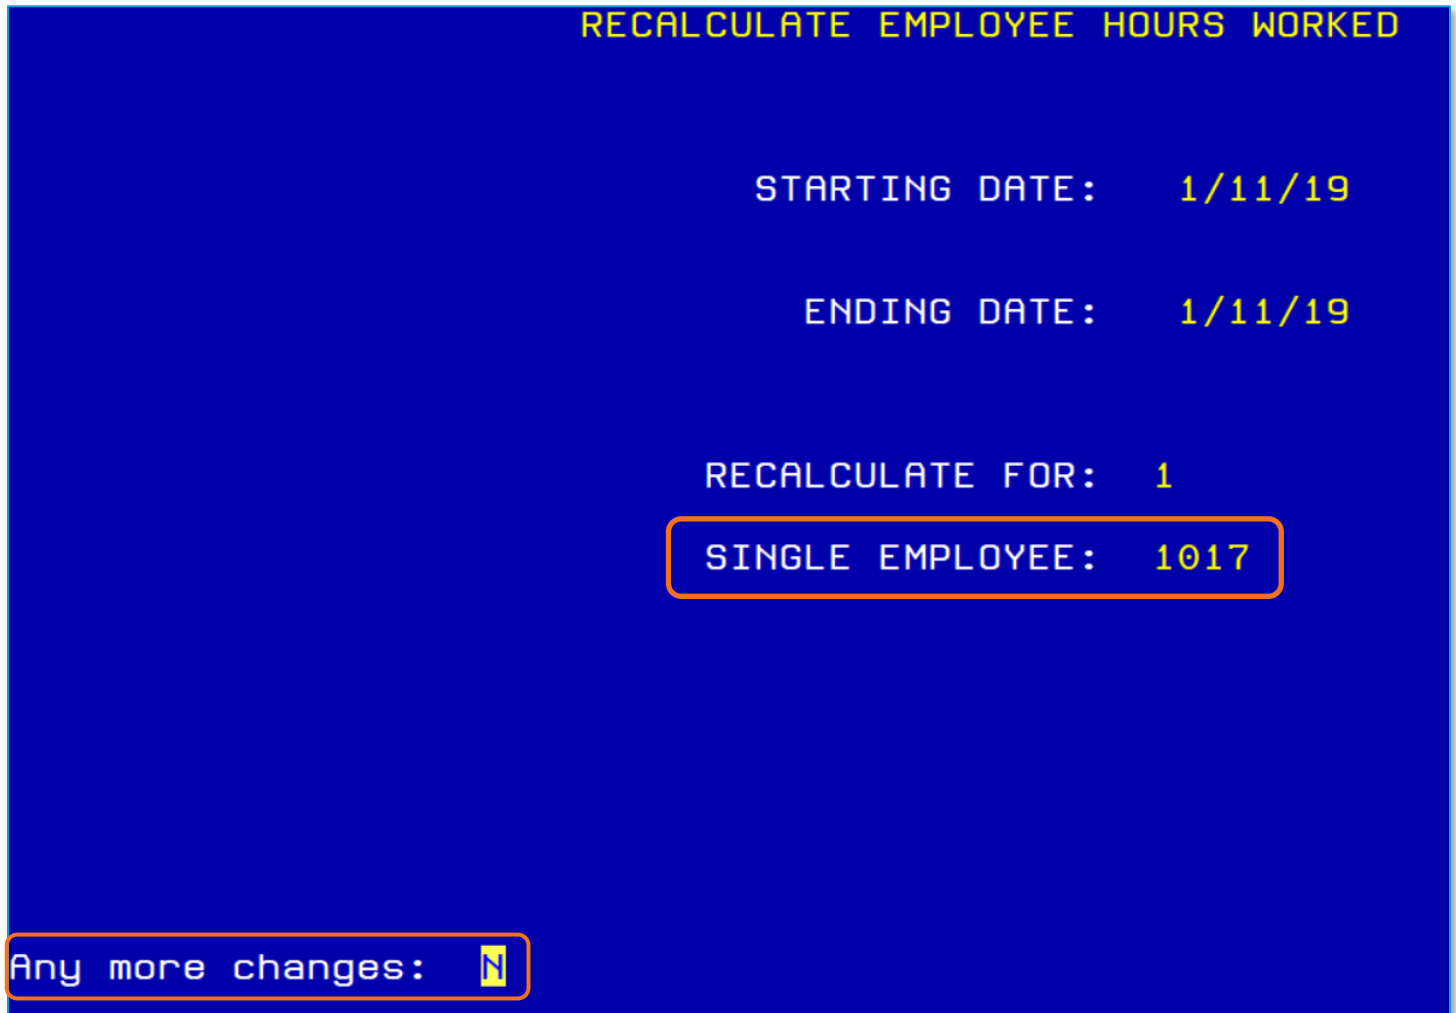 RECALCULATE EMPLOYEE HOURS WORKED
STARTING DATE: 1/11/19
ENDING DATE: 1/11/19
RECALCULATE FOR: 1
SINGLE EMPLOYEE: 1017
Any more changes: N